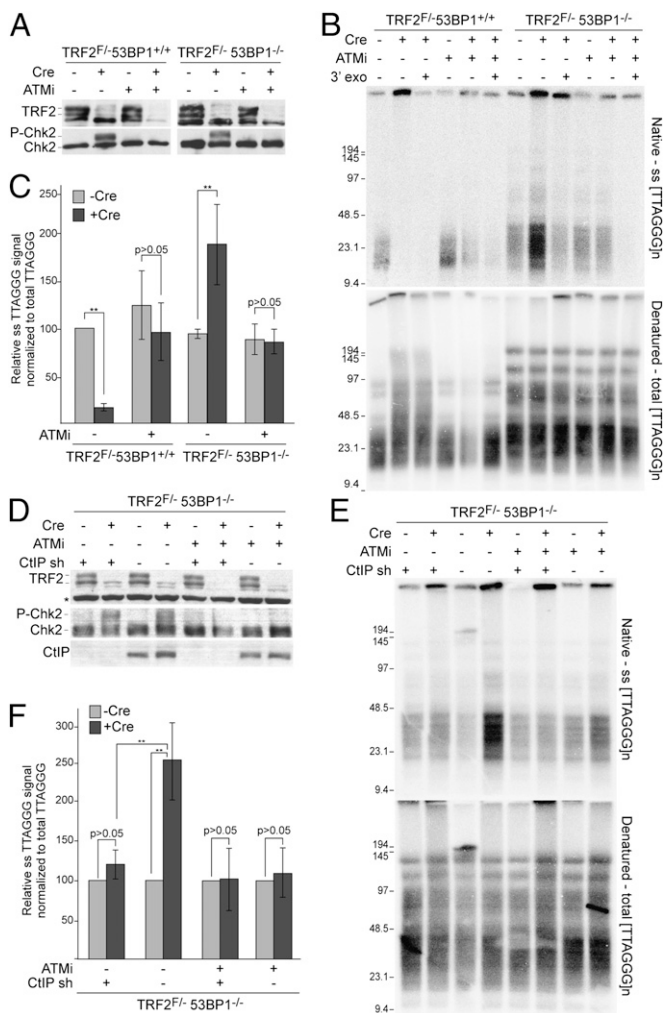 A
TRF2F/-53BP1+/+ TRF2F/- 53BP1-/-
Cre - + - + - + - +
ATMi - - + + - - + +
TRF2
P-Chk2
Chk2
B
TRF2F/-53BP1+/+ TRF2F/- 53BP1-/-
Cre - + + - + + - + + - + +
ATMi - - - + + + - - - + + +
3' exo - - + - - + - - + - - +
194
145
97
48.5
23.1
9.4
Native - ss [TTAGGG]n
194
145
97
48.5
23.1
9.4
Denatured - total [TTAGGG]n
C
Relative ss TTAGGG signal
normalized to total TTAGGG
250
200
150
100
50
-Cre
+Cre
**
p>0.05
**
p>0.05
ATMi - + - +
TRF2F/-53BP1+/+ TRF2F/- 53BP1-/-
D
TRF2F/- 53BP1-/-
Cre - + - + - + - +
ATMi - - - - + + + +
CtIP sh + + - - + + - -
TRF2
*
P-Chk2
Chk2
CtIP
E
TRF2F/- 53BP1-/-
Cre - + - + - + - +
ATMi - - - - + + + +
CtIP sh + + - - + + - -
194
145
97
48.5
23.1
9.4
Native - ss [TTAGGG]n
194
145
97
48.5
23.1
9.4
Denatured - total [TTAGGG]n
F
Relative ss TTAGGG signal
normalized to total TTAGGG
300
250
200
150
100
50
-Cre
+Cre
**
**
p>0.05
p>0.05
p>0.05
ATMi - - + +
CtIP sh + - + -
TRF2F/- 53BP1-/-